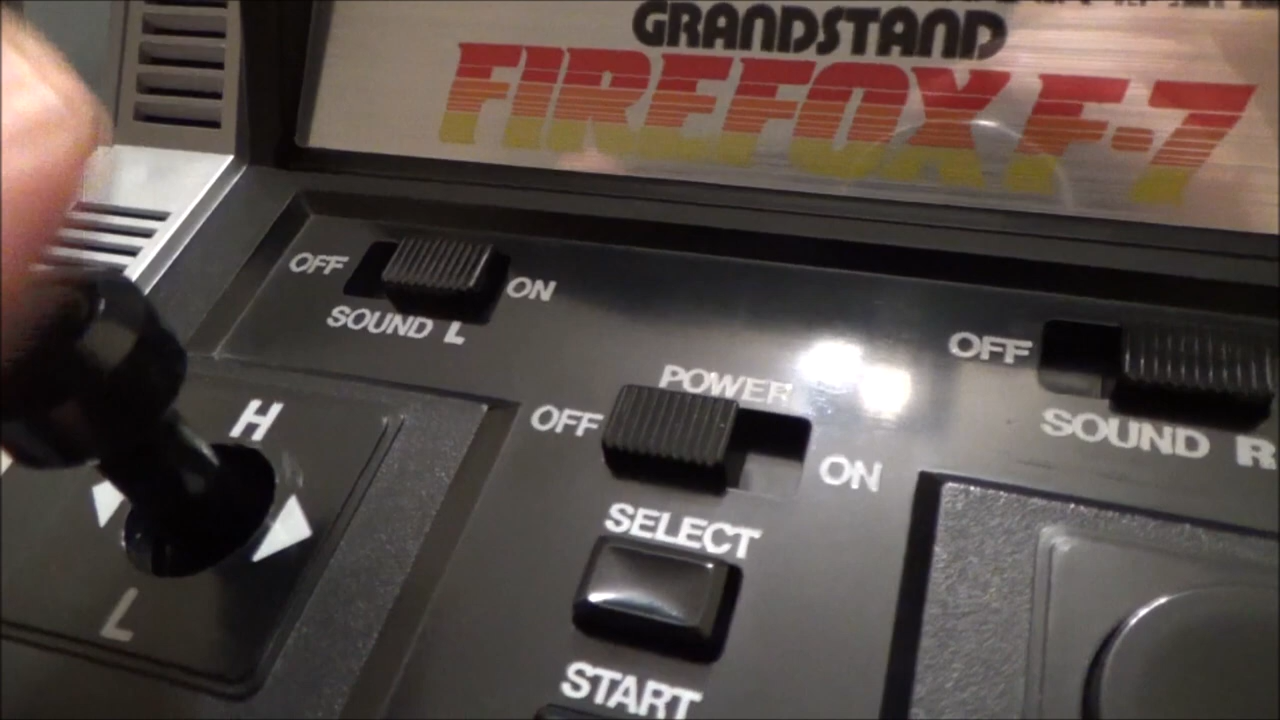 GRANDSTAND
FIREFOX F-7
OFF ON
SOUND L
OFF
SOUND R
POWER
OFF ON
H
L
SELECT
START